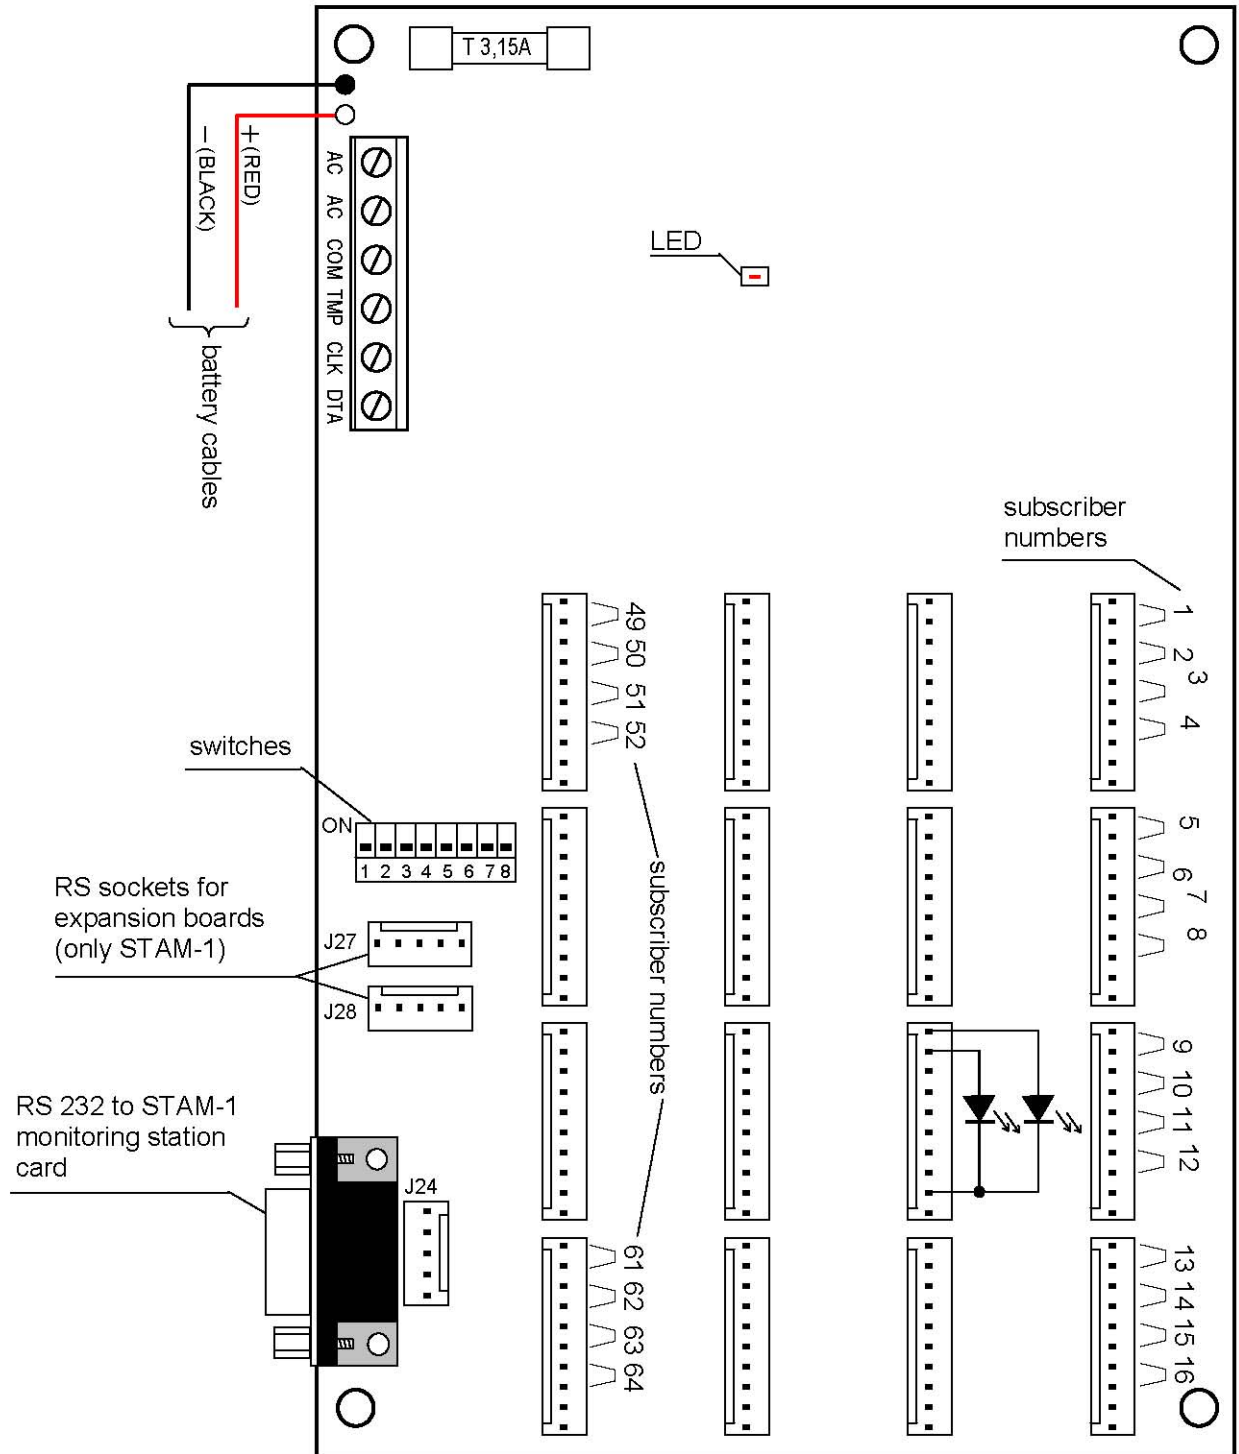 T 3,15A
− (BLACK)
+ (RED)
AC
AC
COM
TMP
CLK
DTA
battery cables
LED
subscriber
numbers
1
2
3
4
49 50 51 52
switches
ON
1 2 3 4 5 6 7 8
5
6
7
8
subscriber numbers
RS sockets for
expansion boards
(only STAM-1)
J27
J28
9
10
11
12
RS 232 to STAM-1
monitoring station
card
J24
61 62 63 64
13
14
15
16